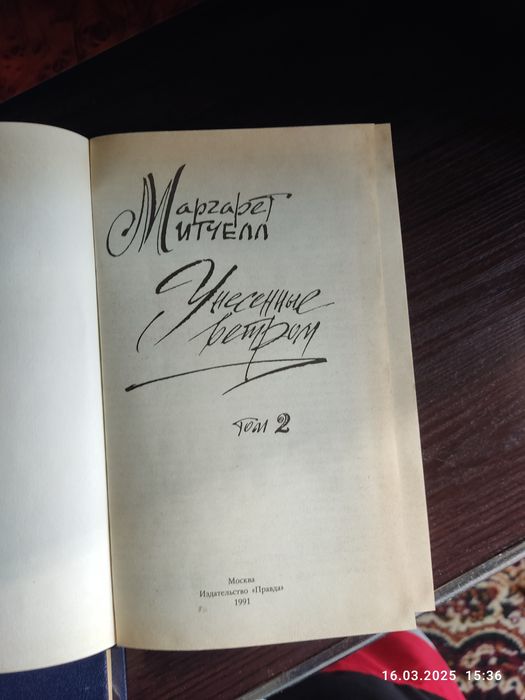 Маргарет
Митчелл
Унесенные
ветром
том 2
Москва
Издательство «Правда»
1991
16.03.2025 15:36